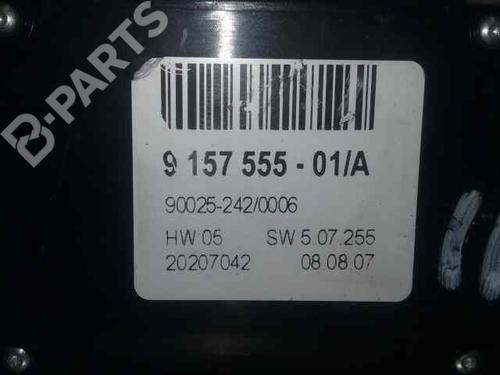 B-PARTS
9 157 555 - 01/A
90025-242/0006
HW 05 SW 5.07.255
20207042 08.08.07